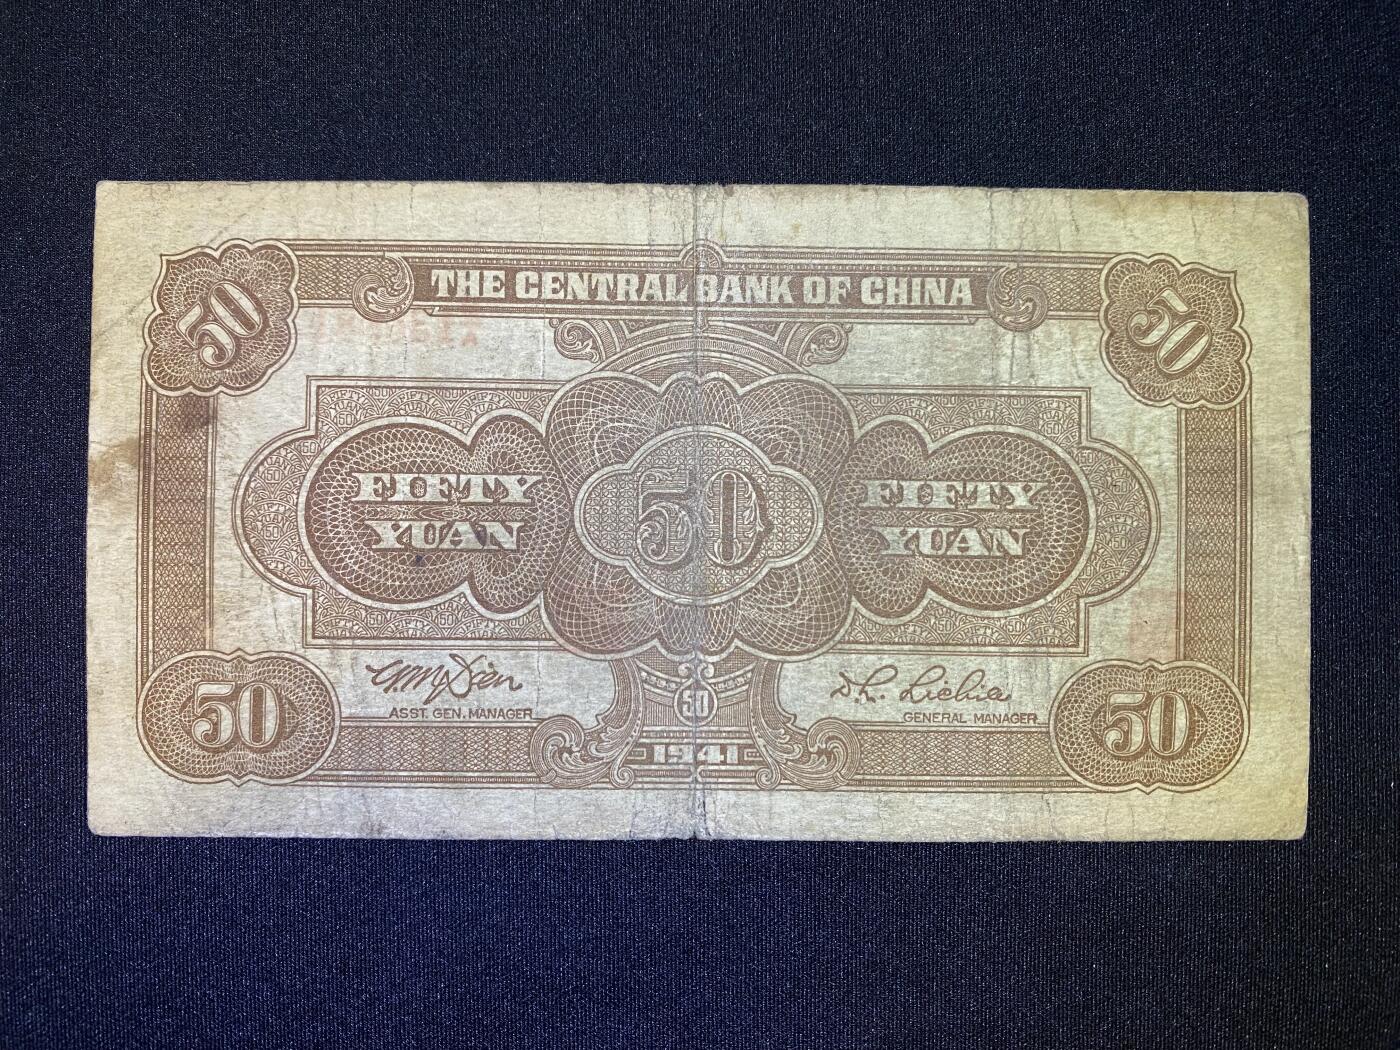 THE CENTRAL BANK OF CHINA
50
50
FIFTY
YUAN
50
FIFTY
YUAN
ASST. GEN. MANAGER
GENERAL MANAGER
50
50
50
1941